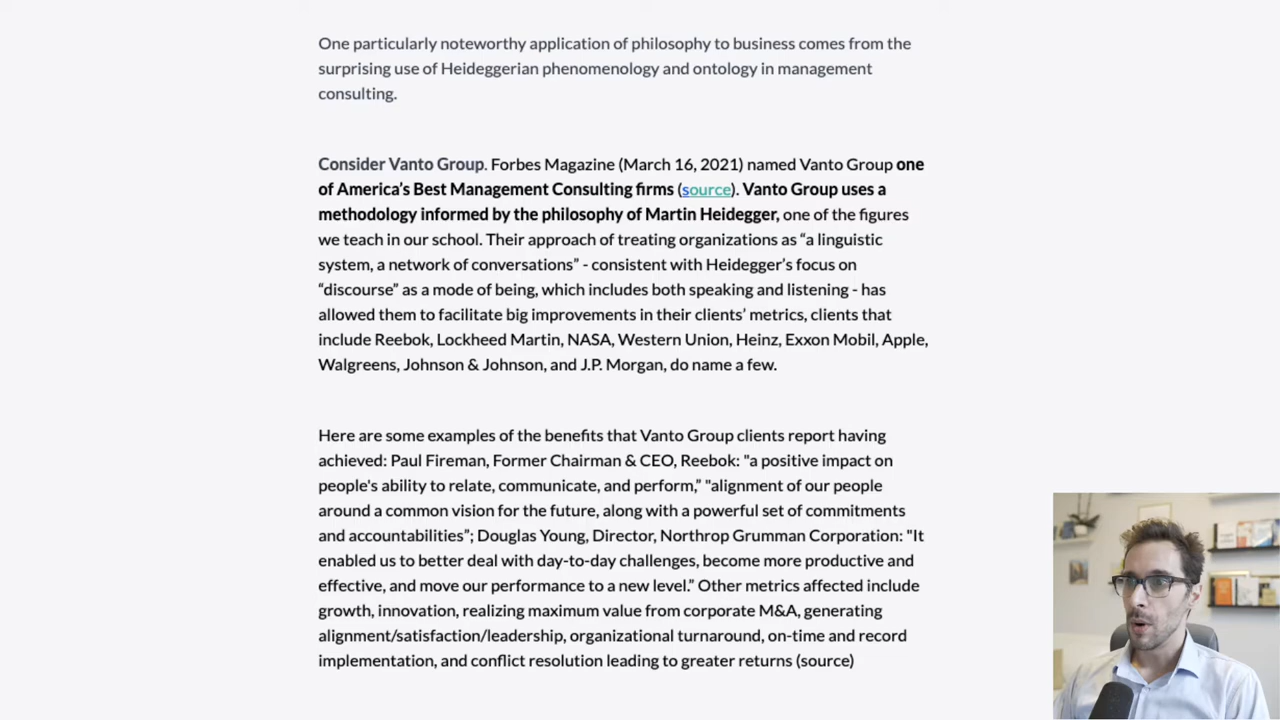 One particularly noteworthy application of philosophy to business comes from the
surprising use of Heideggerian phenomenology and ontology in management
consulting.
Consider Vanto Group. Forbes Magazine (March 16, 2021) named Vanto Group one
of America’s Best Management Consulting firms (source). Vanto Group uses a
methodology informed by the philosophy of Martin Heidegger, one of the figures
we teach in our school. Their approach of treating organizations as “a linguistic
system, a network of conversations” - consistent with Heidegger’s focus on
“discourse” as a mode of being, which includes both speaking and listening - has
allowed them to facilitate big improvements in their clients’ metrics, clients that
include Reebok, Lockheed Martin, NASA, Western Union, Heinz, Exxon Mobil, Apple,
Walgreens, Johnson & Johnson, and J.P. Morgan, do name a few.
Here are some examples of the benefits that Vanto Group clients report having
achieved: Paul Fireman, Former Chairman & CEO, Reebok: "a positive impact on
people's ability to relate, communicate, and perform,” "alignment of our people
around a common vision for the future, along with a powerful set of commitments
and accountabilities”; Douglas Young, Director, Northrop Grumman Corporation: "It
enabled us to better deal with day-to-day challenges, become more productive and
effective, and move our performance to a new level.” Other metrics affected include
growth, innovation, realizing maximum value from corporate M&A, generating
alignment/satisfaction/leadership, organizational turnaround, on-time and record
implementation, and conflict resolution leading to greater returns (source)